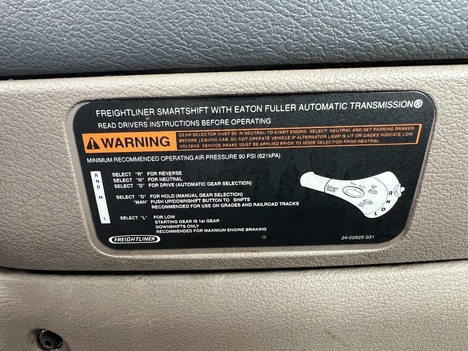 FREIGHTLINER SMARTSHIFT WITH EATON FULLER AUTOMATIC TRANSMISSION®
READ DRIVERS INSTRUCTIONS BEFORE OPERATING
WARNING
GEAR SELECTOR MUST BE IN NEUTRAL TO START ENGINE. SELECT NEUTRAL AND SET PARKING BRAKES
BEFORE LEAVING CAB. DO NOT VEHICLE IF ALTERNATOR LAMP IS LIT OR GAGES INDICATE LOW
VOLTAGE. SERVICE BRAKE MUST BE APPLIED PRIOR TO MODE SELECTION FROM NEUTRAL
MINIMUM RECOMMENDED OPERATING AIR PRESSURE 90 PSI (621kPA)
SELECT "R" FOR REVERSE
SELECT "N" FOR NEUTRAL
SELECT "D" FOR DRIVE (AUTOMATIC GEAR SELECTION)
SELECT FOR HOLD (MANUAL GEAR SELECTION)
"MAN" PUSH UP/DOWNSHIFT BUTTON TO SHIFTS
RECOMMENDED FOR USE ON GRADES AND RAILROAD TRACKS
SELECT "L" FOR LOW
STARTING GEAR IS 1st GEAR
DOWNSHIFTS ONLY
RECOMMENDED MAXIMUM ENGINE BRAKING
R
N
D
H
L
FREIGHTLINER
24-00925-031